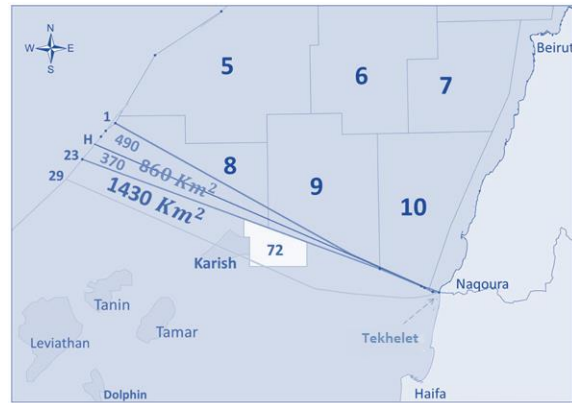 N
W E
S
Beirut
5
6
7
1
H
23
29
490
370
860 Km²
1430 Km²
8
9
10
72
Karish
Naqoura
Tanin
Tamar
Leviathan
Tekhelet
Dolphin
Haifa